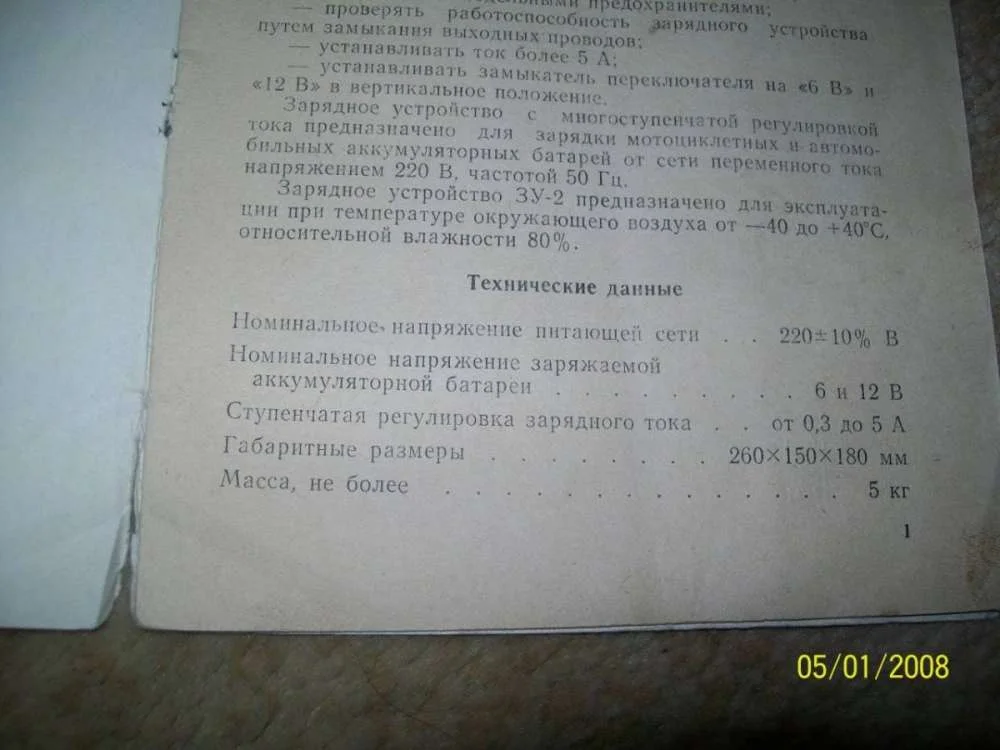 предохранителями;
— проверять работоспособность зарядного устройства
путем замыкания выходных проводов;
— устанавливать ток более 5 А;
— устанавливать замыкатель переключателя на «6 В» и
«12 В» в вертикальное положение.
Зарядное устройство с многоступенчатой регулировкой
тока предназначено для зарядки мотоциклетных и автомо-
бильных аккумуляторных батарей от сети переменного тока
напряжением 220 В, частотой 50 Гц.
Зарядное устройство ЗУ-2 предназначено для эксплуата-
ции при температуре окружающего воздуха от —40 до +40°С,
относительной влажности 80%.
Технические данные
Номинальное напряжение питающей сети . . 220±10% В
Номинальное напряжение заряжаемой
аккумуляторной батареи . . . . . . . . . 6 и 12 В
Ступенчатая регулировка зарядного тока . . от 0,3 до 5 А
Габаритные размеры . . . . . . . . 260×150×180 мм
Масса, не более . . . . . . . . . . . . . . 5 кг
1
05/01/2008